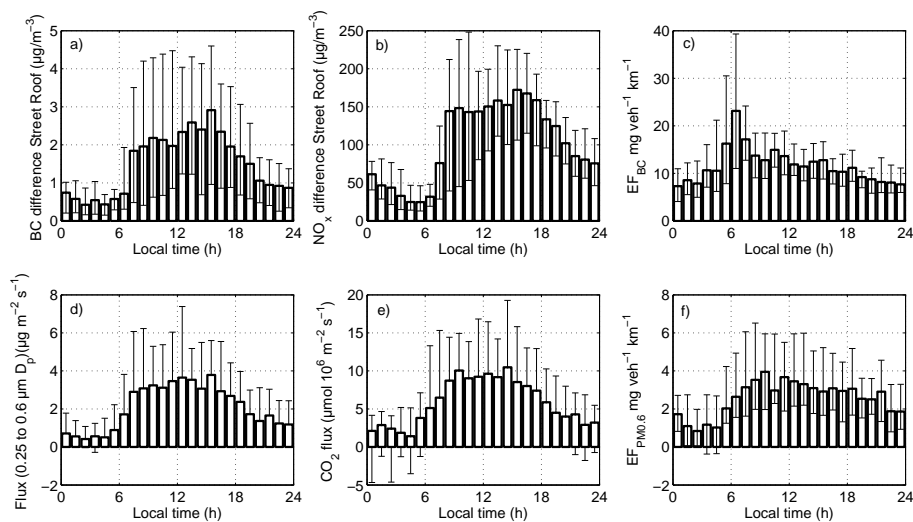 a)
BC difference Street Roof (µg/m⁻³)
5
4
3
2
1
0
0 6 12 18 24
Local time (h)
b)
NOₓ difference Street Roof (µg/m⁻³)
250
200
150
100
50
0
0 6 12 18 24
Local time (h)
c)
EF_BC mg veh⁻¹ km⁻¹
40
30
20
10
0
0 6 12 18 24
Local time (h)
d)
Flux (0.25 to 0.6 µm Dₚ)(µg m⁻² s⁻¹)
8
6
4
2
0
−2
0 6 12 18 24
Local time (h)
e)
CO₂ flux (µmol 10⁶ m⁻² s⁻¹)
20
15
10
5
0
−5
0 6 12 18 24
Local time (h)
f)
EF_PM0.6 mg veh⁻¹ km⁻¹
8
6
4
2
0
−2
0 6 12 18 24
Local time (h)